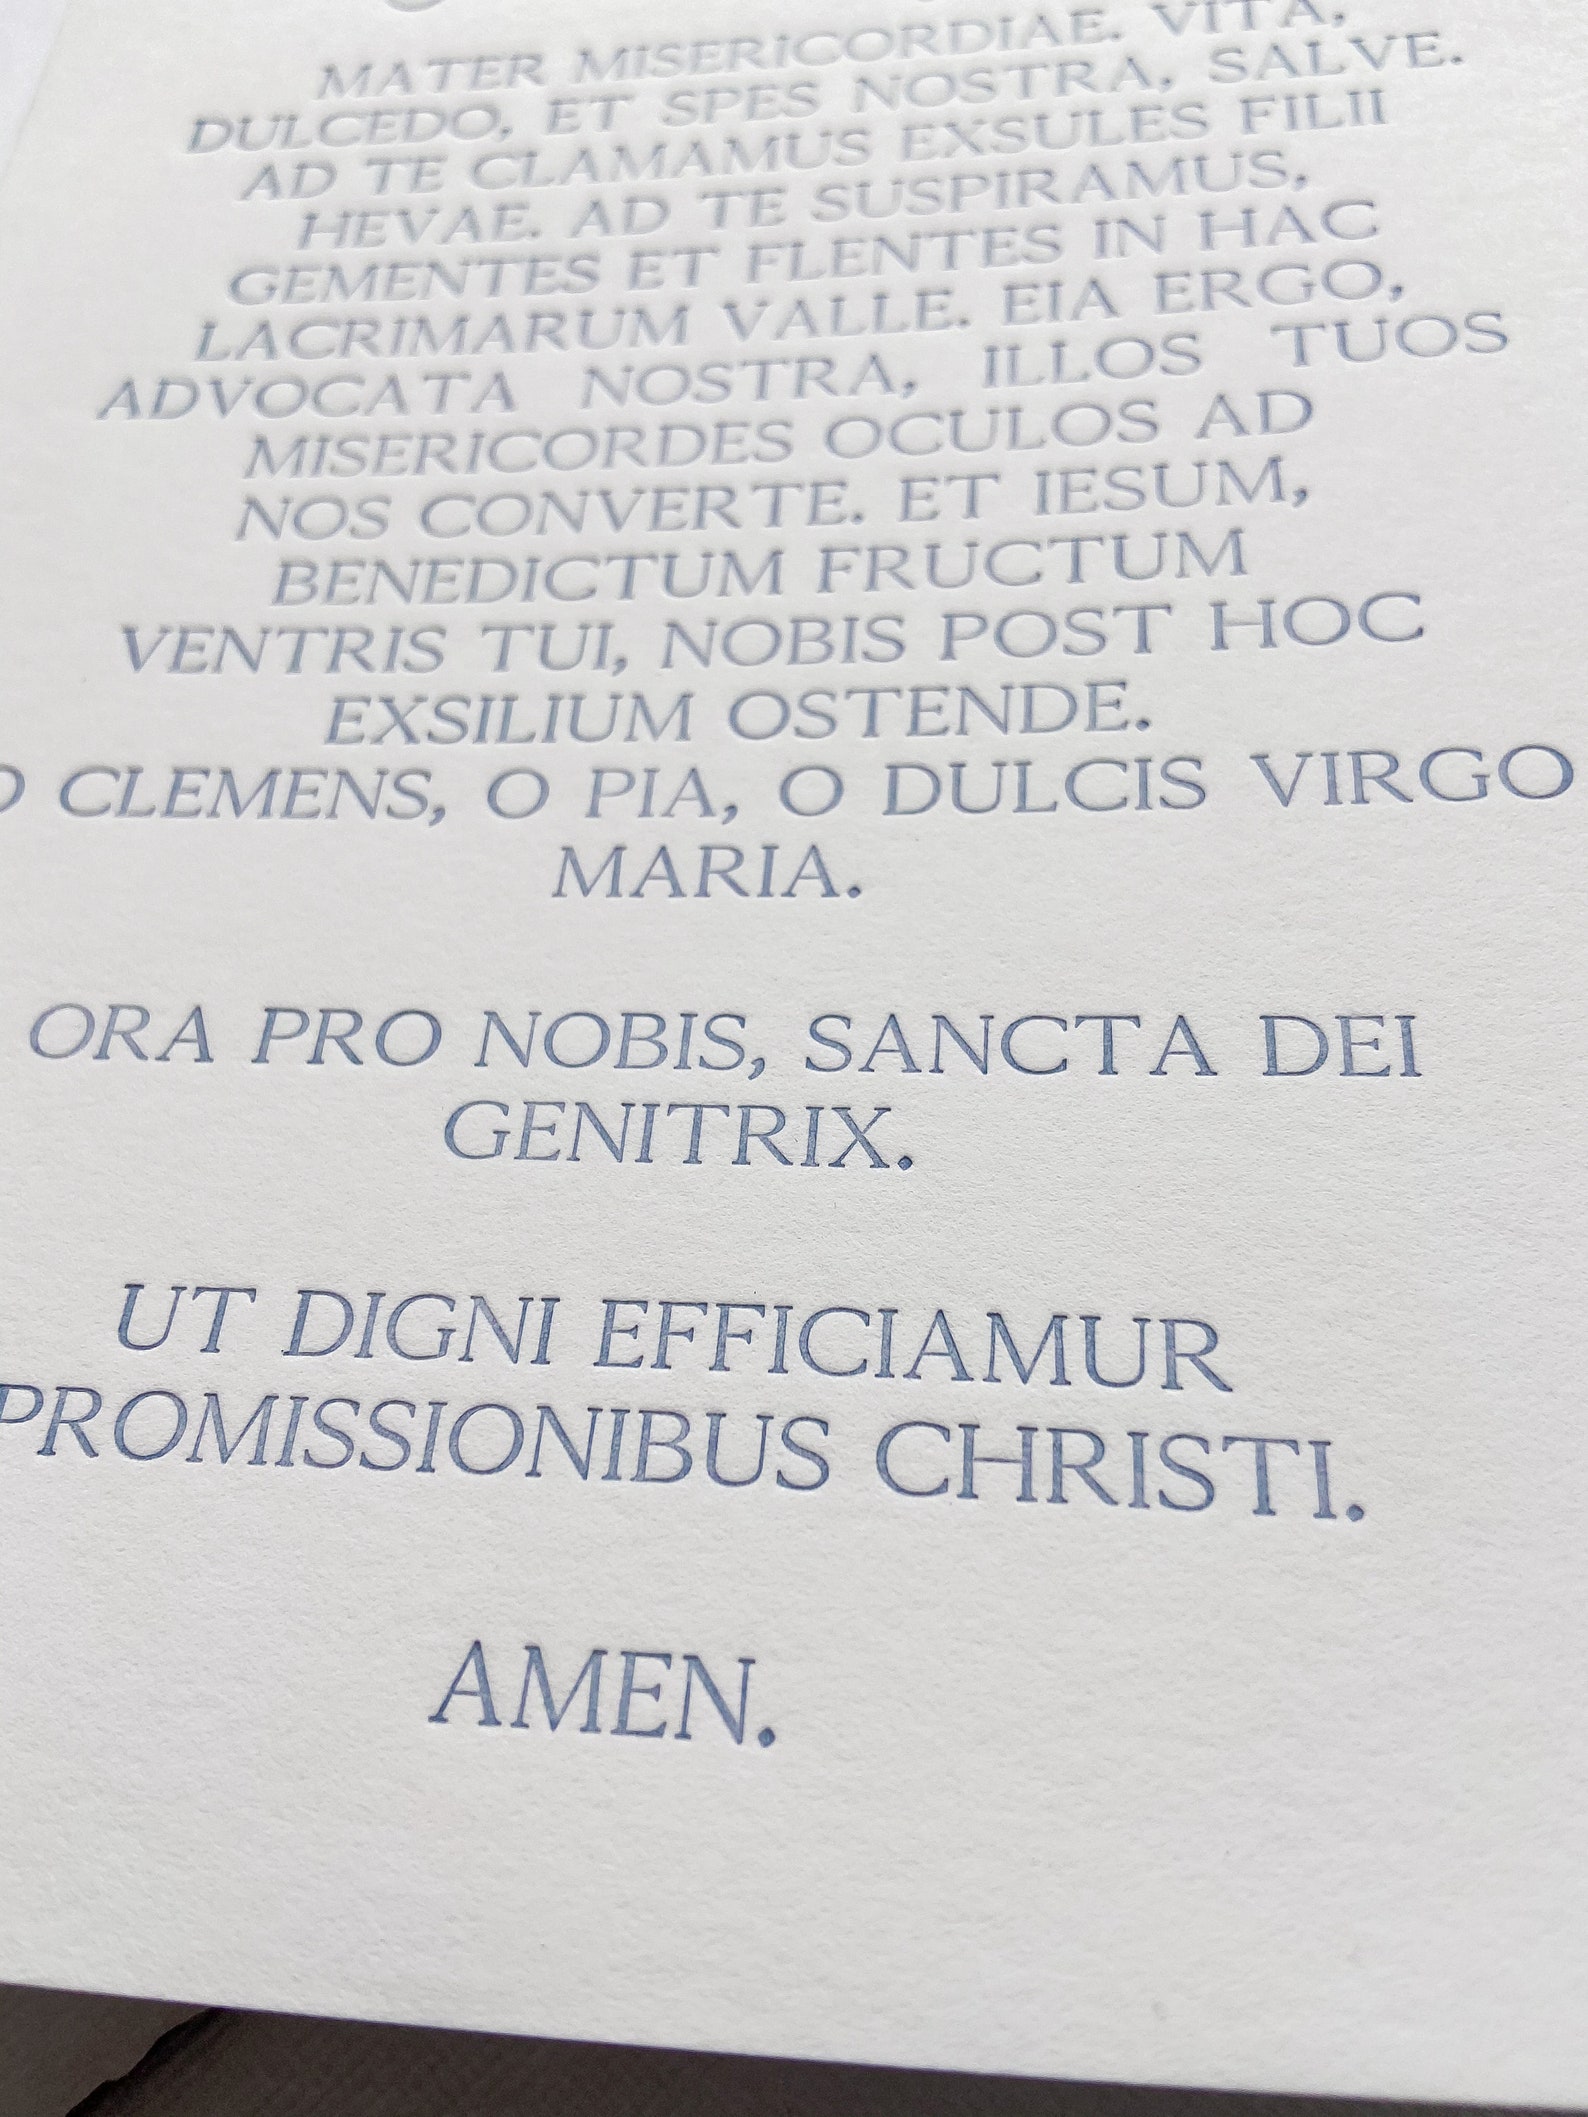 MATER MISERICORDIAE. VITA,
DULCEDO, ET SPES NOSTRA, SALVE.
AD TE CLAMAMUS EXSULES FILII
HEVAE. AD TE SUSPIRAMUS,
GEMENTES ET FLENTES IN HAC
LACRIMARUM VALLE. EIA ERGO,
ADVOCATA NOSTRA, ILLOS TUOS
MISERICORDES OCULOS AD
NOS CONVERTE. ET IESUM,
BENEDICTUM FRUCTUM
VENTRIS TUI, NOBIS POST HOC
EXSILIUM OSTENDE.
O CLEMENS, O PIA, O DULCIS VIRGO
MARIA.
ORA PRO NOBIS, SANCTA DEI
GENITRIX.
UT DIGNI EFFICIAMUR
PROMISSIONIBUS CHRISTI.
AMEN.